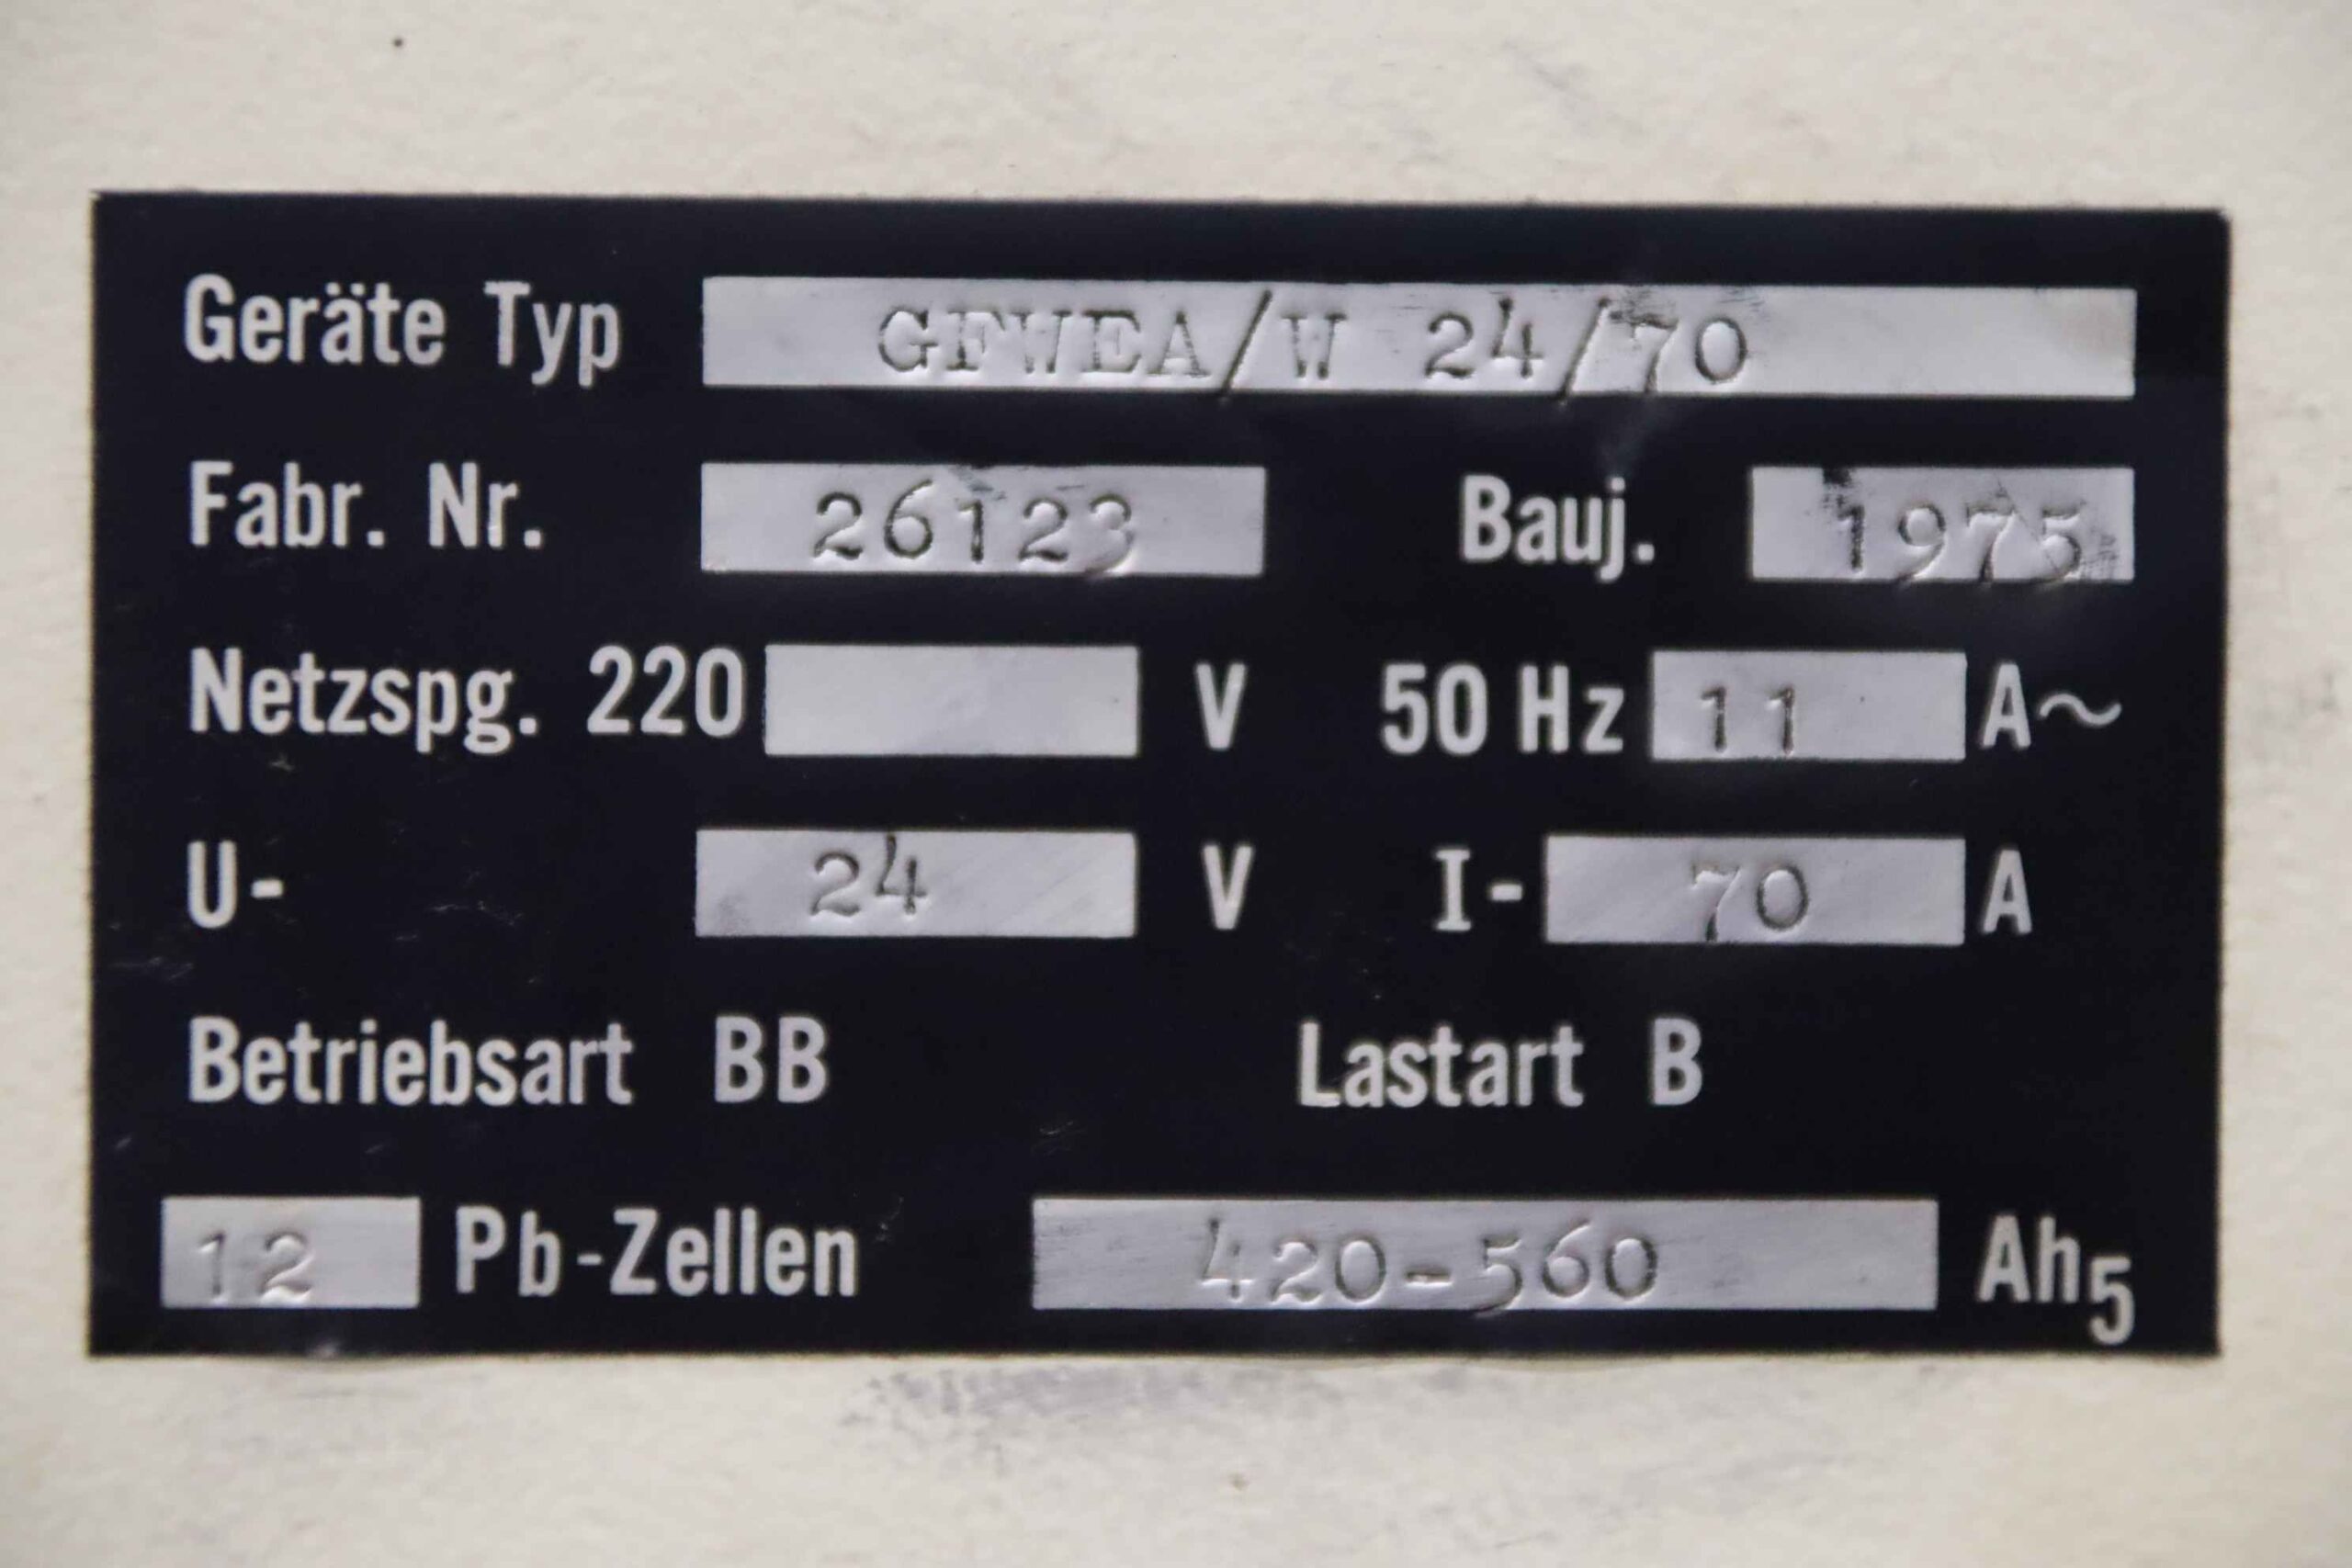 Geräte Typ GFWEA/W 24/70
Fabr. Nr. 26123 Bauj. 1975
Netzspg. 220 V 50 Hz 11 A~
U- 24 V I- 70 A
Betriebsart BB Lastart B
12 Pb-Zellen 420-560 Ah5